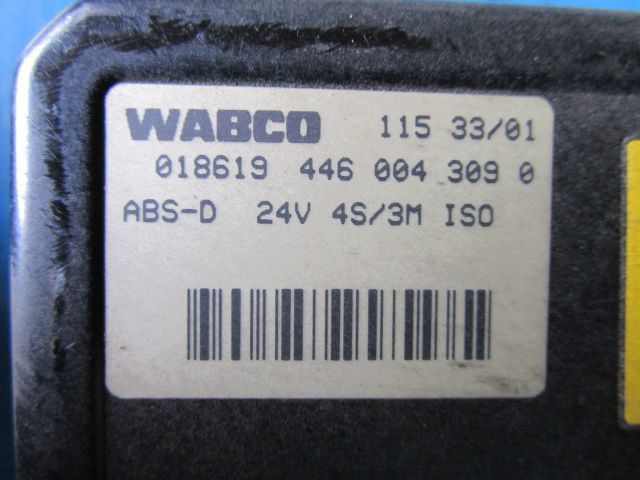 WABCO 115 33/01
018619 446 004 309 0
ABS-D 24V 4S/3M ISO